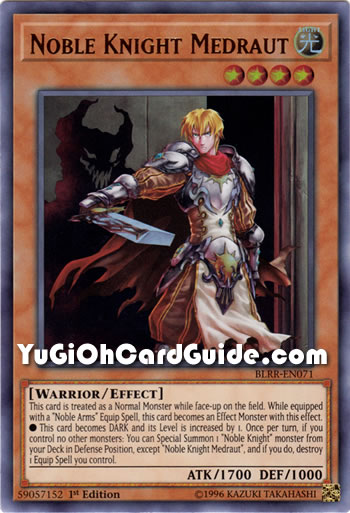 NOBLE KNIGHT MEDRAUT
光
YuGiOhCardGuide.com
BLRR-EN071
[WARRIOR/EFFECT]
This card is treated as a Normal Monster while face-up on the field. While equipped
with a "Noble Arms" Equip Spell, this card becomes an Effect Monster with this effect.
● This card becomes DARK and its Level is increased by 1. Once per turn, if you
control no other monsters: You can Special Summon 1 "Noble Knight" monster from
your Deck in Defense Position, except "Noble Knight Medraut", and if you do, destroy
1 Equip Spell you control.
ATK/1700 DEF/1000
59057152 1st Edition ©1996 KAZUKI TAKAHASHI